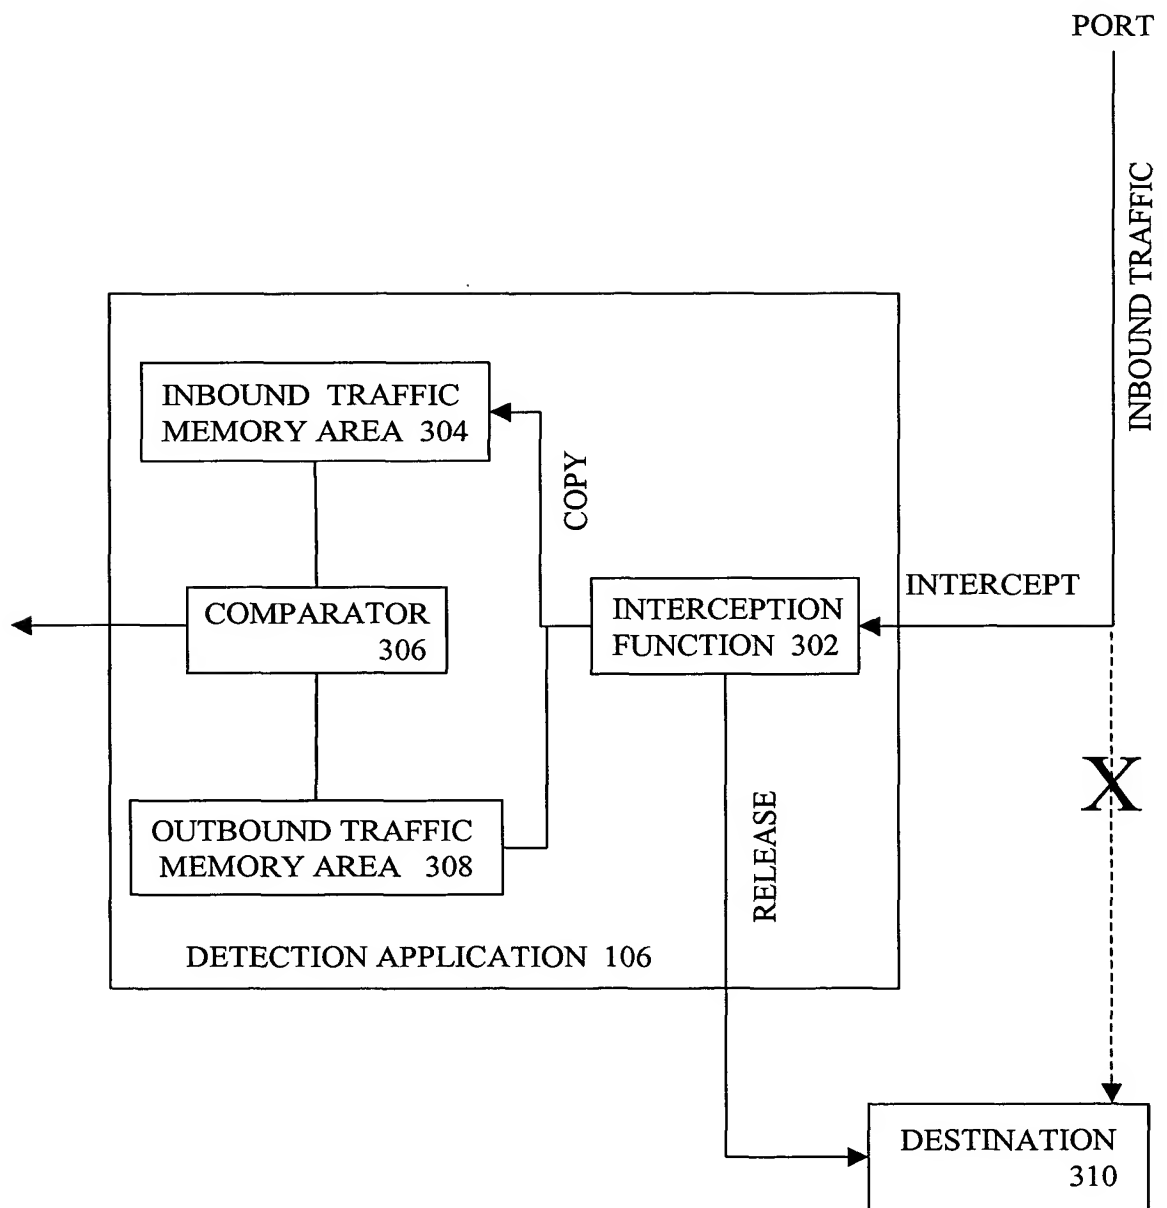 PORT
INBOUND TRAFFIC
INBOUND TRAFFIC
MEMORY AREA 304
COPY
INTERCEPT
COMPARATOR
306
INTERCEPTION
FUNCTION 302
X
OUTBOUND TRAFFIC
MEMORY AREA 308
RELEASE
DETECTION APPLICATION 106
DESTINATION
310